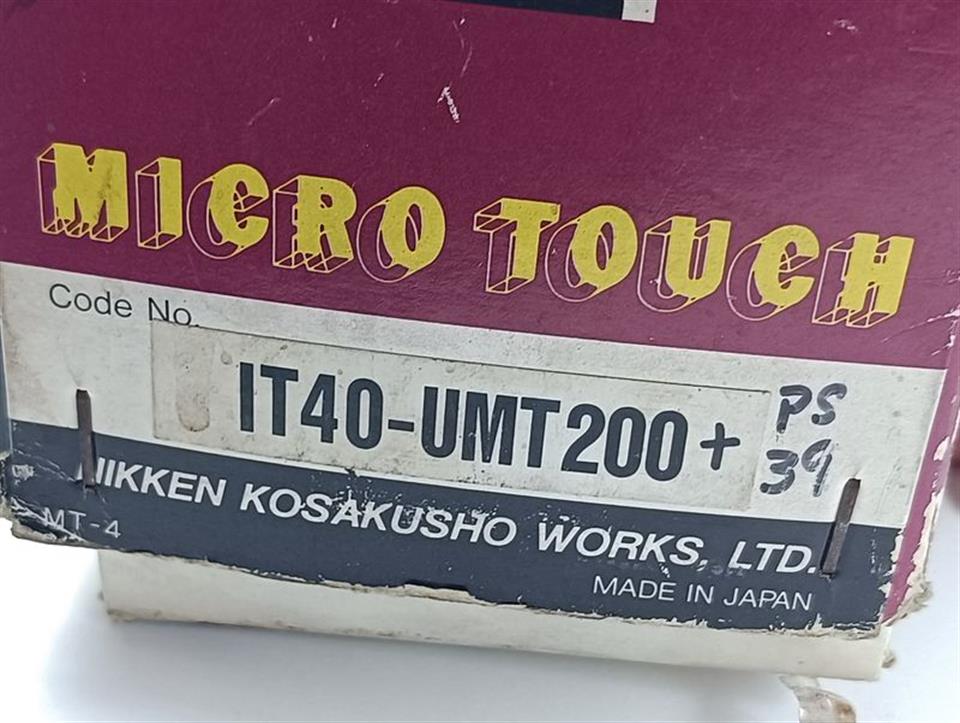 MICRO TOUCH
Code No.
IT40-UMT200+ PS
39
NIKKEN KOSAKUSHO WORKS, LTD.
MT-4
MADE IN JAPAN